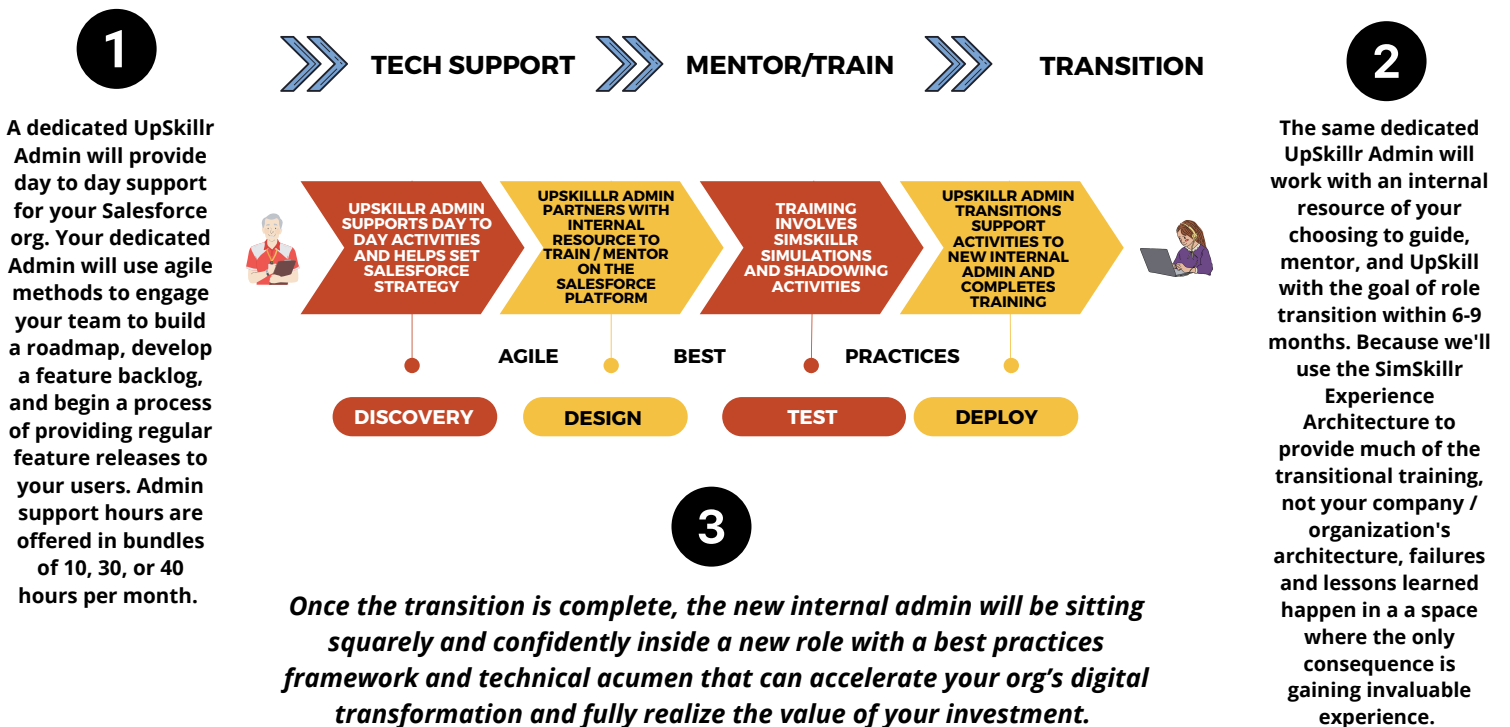 1
A dedicated UpSkillr
Admin will provide
day to day support
for your Salesforce
org. Your dedicated
Admin will use agile
methods to engage
your team to build
a roadmap, develop
a feature backlog,
and begin a process
of providing regular
feature releases to
your users. Admin
support hours are
offered in bundles
of 10, 30, or 40
hours per month.
TECH SUPPORT
MENTOR/TRAIN
TRANSITION
UPSKILLR ADMIN
SUPPORTS DAY TO
DAY ACTIVITIES
AND HELPS SET
SALESFORCE
STRATEGY
UPSKILLLR ADMIN
PARTNERS WITH
INTERNAL
RESOURCE TO
TRAIN / MENTOR
ON THE
SALESFORCE
PLATFORM
TRAIMING
INVOLVES
SIMSKILLR
SIMULATIONS
AND SHADOWING
ACTIVITIES
UPSKILLR ADMIN
TRANSITIONS
SUPPORT
ACTIVITIES TO
NEW INTERNAL
ADMIN AND
COMPLETES
TRAINING
AGILE
BEST
PRACTICES
DISCOVERY
DESIGN
TEST
DEPLOY
2
The same dedicated
UpSkillr Admin will
work with an internal
resource of your
choosing to guide,
mentor, and UpSkill
with the goal of role
transition within 6-9
months. Because we'll
use the SimSkillr
Experience
Architecture to
provide much of the
transitional training,
not your company /
organization's
architecture, failures
and lessons learned
happen in a a space
where the only
consequence is
gaining invaluable
experience.
3
Once the transition is complete, the new internal admin will be sitting
squarely and confidently inside a new role with a best practices
framework and technical acumen that can accelerate your org’s digital
transformation and fully realize the value of your investment.